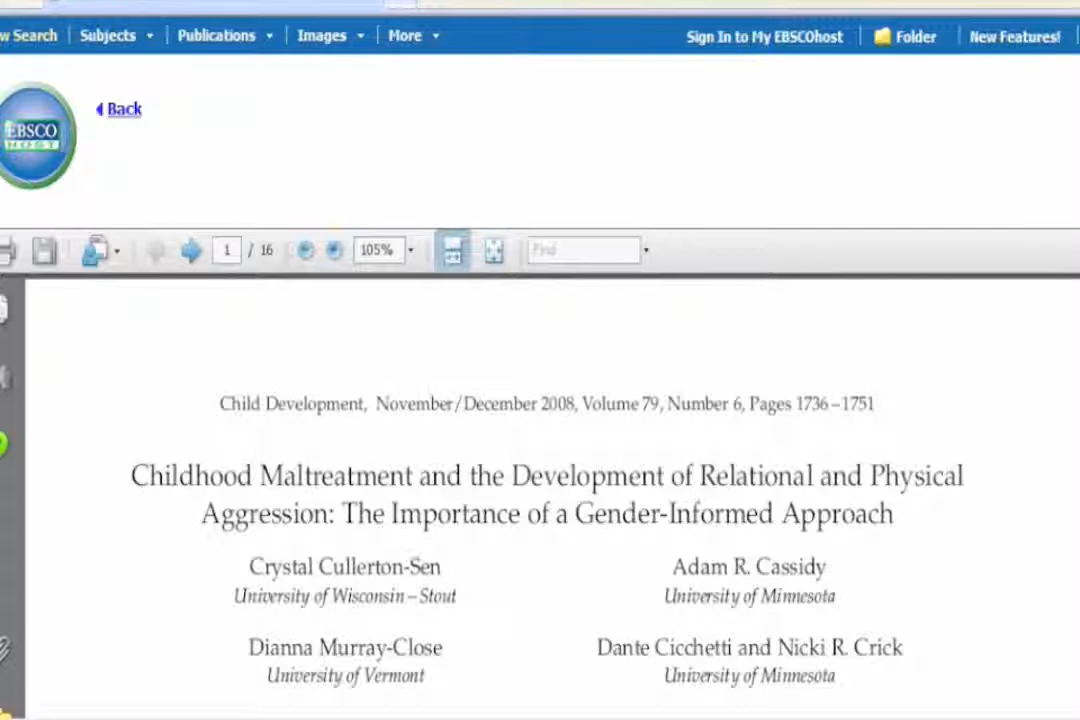 w Search Subjects Publications Images More Sign In to My EBSCOhost Folder New Features!
Back
EBSCO
HOST
1 / 16 105% Find
Child Development, November/December 2008, Volume 79, Number 6, Pages 1736–1751
Childhood Maltreatment and the Development of Relational and Physical
Aggression: The Importance of a Gender-Informed Approach
Crystal Cullerton-Sen Adam R. Cassidy
University of Wisconsin–Stout University of Minnesota
Dianna Murray-Close Dante Cicchetti and Nicki R. Crick
University of Vermont University of Minnesota